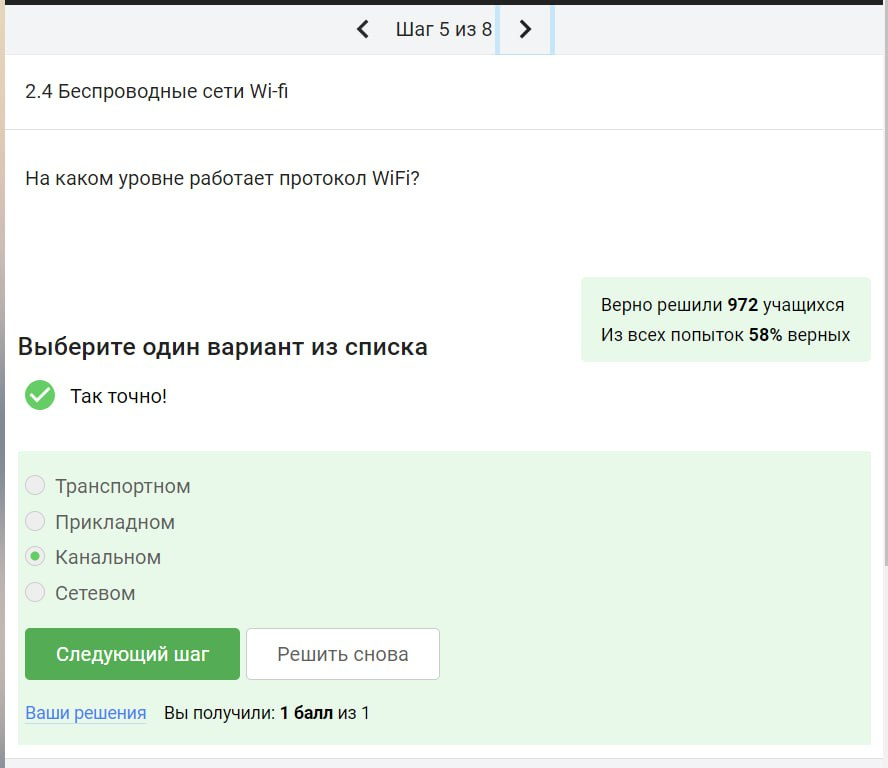 Шаг 5 из 8
2.4 Беспроводные сети Wi-fi
На каком уровне работает протокол WiFi?
Верно решили 972 учащихся
Из всех попыток 58% верных
Выберите один вариант из списка
Так точно!
Транспортном
Прикладном
Канальном
Сетевом
Следующий шаг
Решить снова
Ваши решения Вы получили: 1 балл из 1